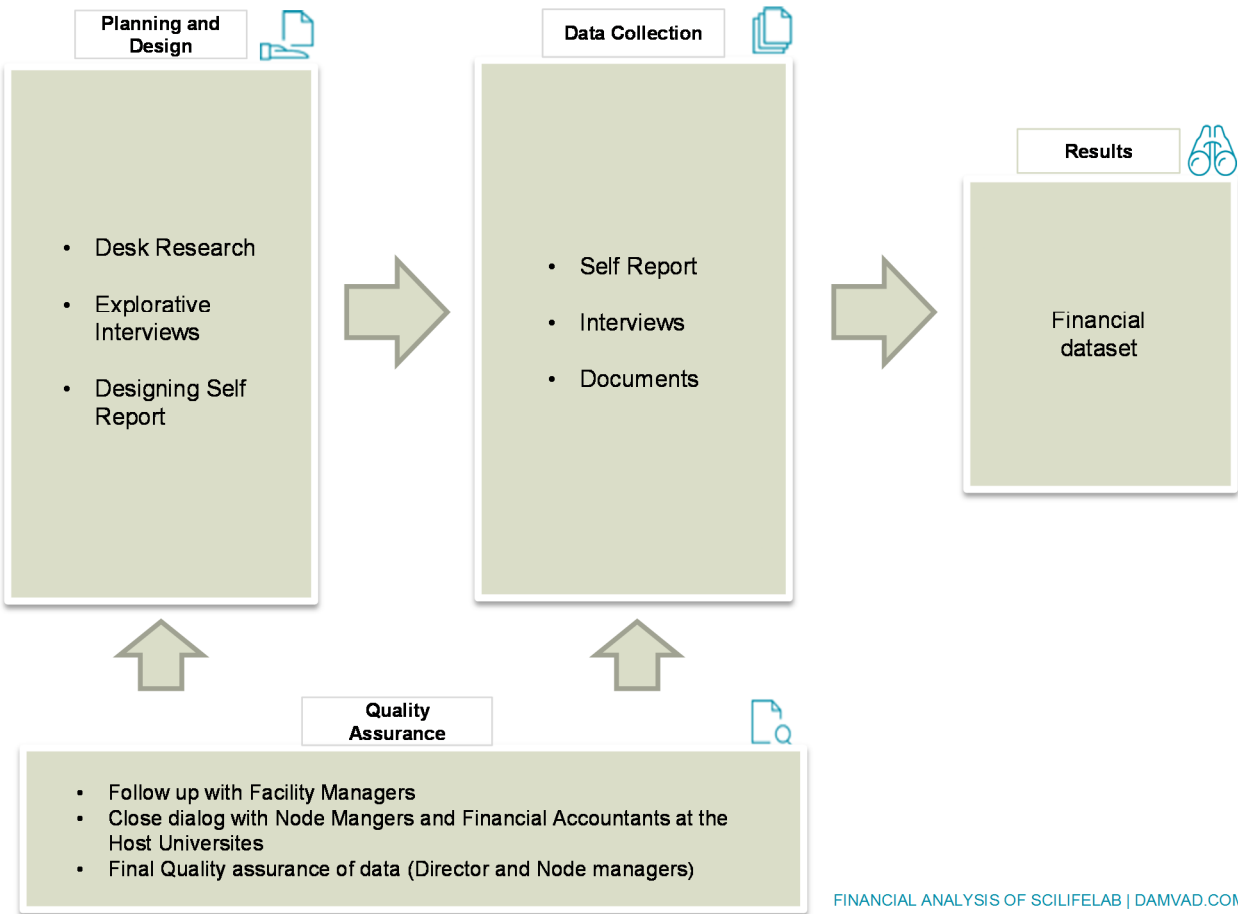 Planning and
Design
• Desk Research
• Explorative
Interviews
• Designing Self
Report
Data Collection
• Self Report
• Interviews
• Documents
Results
Financial
dataset
Quality
Assurance
• Follow up with Facility Managers
• Close dialog with Node Mangers and Financial Accountants at the
Host Universites
• Final Quality assurance of data (Director and Node managers)
FINANCIAL ANALYSIS OF SCILIFELAB | DAMVAD.COM